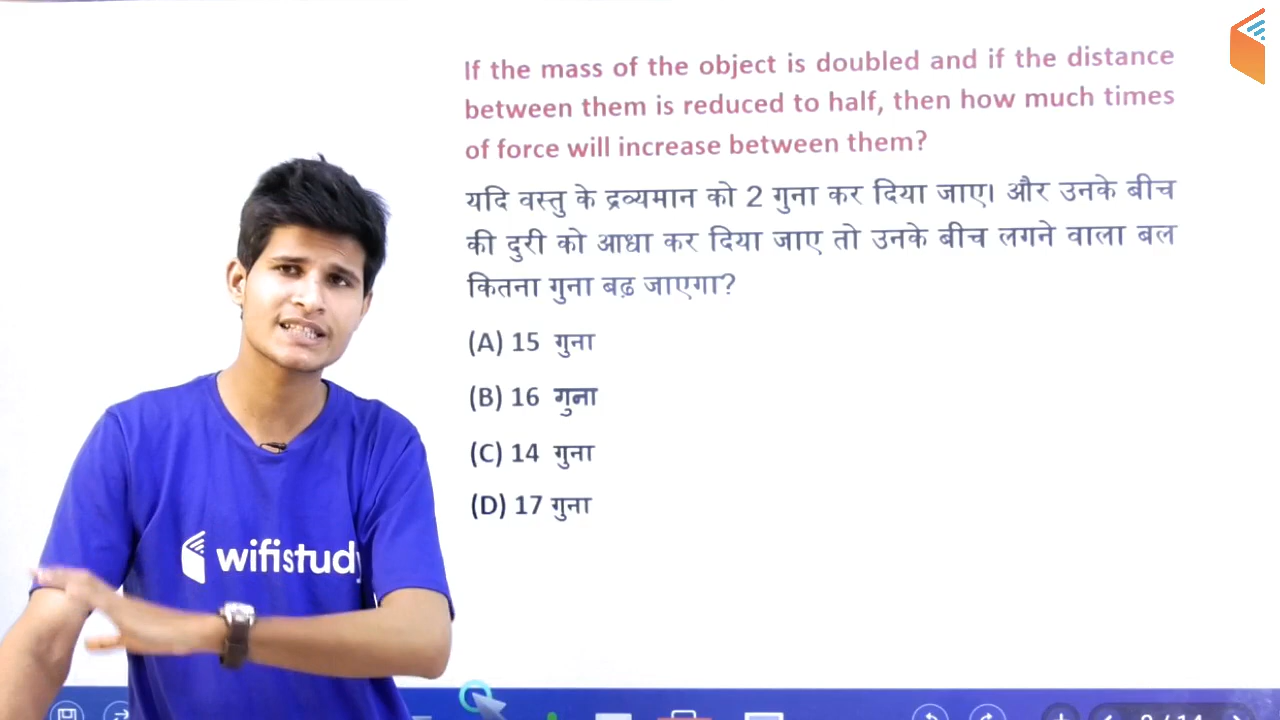 If the mass of the object is doubled and if the distance
between them is reduced to half, then how much times
of force will increase between them?
यदि वस्तु के द्रव्यमान को 2 गुना कर दिया जाए। और उनके बीच
की दुरी को आधा कर दिया जाए तो उनके बीच लगने वाला बल
कितना गुना बढ़ जाएगा?
(A) 15 गुना
(B) 16 गुना
(C) 14 गुना
(D) 17 गुना
wifistudy